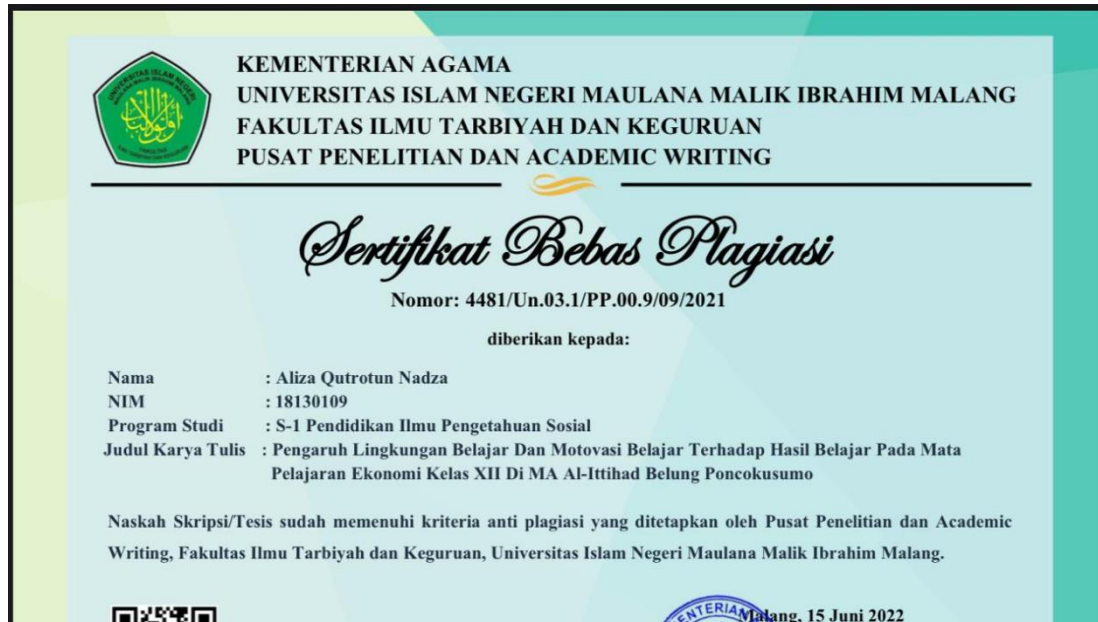 KEMENTERIAN AGAMA
UNIVERSITAS ISLAM NEGERI MAULANA MALIK IBRAHIM MALANG
FAKULTAS ILMU TARBIYAH DAN KEGURUAN
PUSAT PENELITIAN DAN ACADEMIC WRITING
Sertifikat Bebas Plagiasi
Nomor: 4481/Un.03.1/PP.00.9/09/2021
diberikan kepada:
Nama : Aliza Qutrotun Nadza
NIM : 18130109
Program Studi : S-1 Pendidikan Ilmu Pengetahuan Sosial
Judul Karya Tulis : Pengaruh Lingkungan Belajar Dan Motovasi Belajar Terhadap Hasil Belajar Pada Mata
Pelajaran Ekonomi Kelas XII Di MA Al-Ittihad Belung Poncokusumo
Naskah Skripsi/Tesis sudah memenuhi kriteria anti plagiasi yang ditetapkan oleh Pusat Penelitian dan Academic
Writing, Fakultas Ilmu Tarbiyah dan Keguruan, Universitas Islam Negeri Maulana Malik Ibrahim Malang.
Malang, 15 Juni 2022